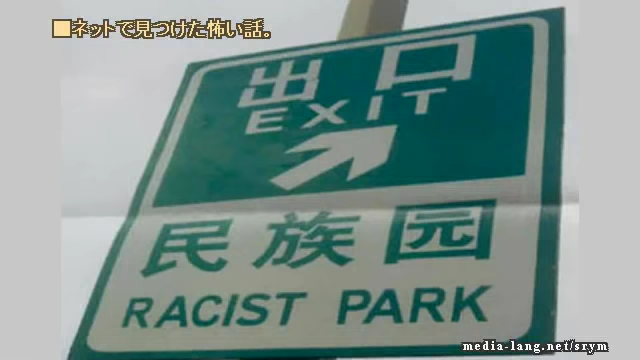 ■ネットで見つけた怖い話。
出口
EXIT
民族园
RACIST PARK
media-lang.net/srym